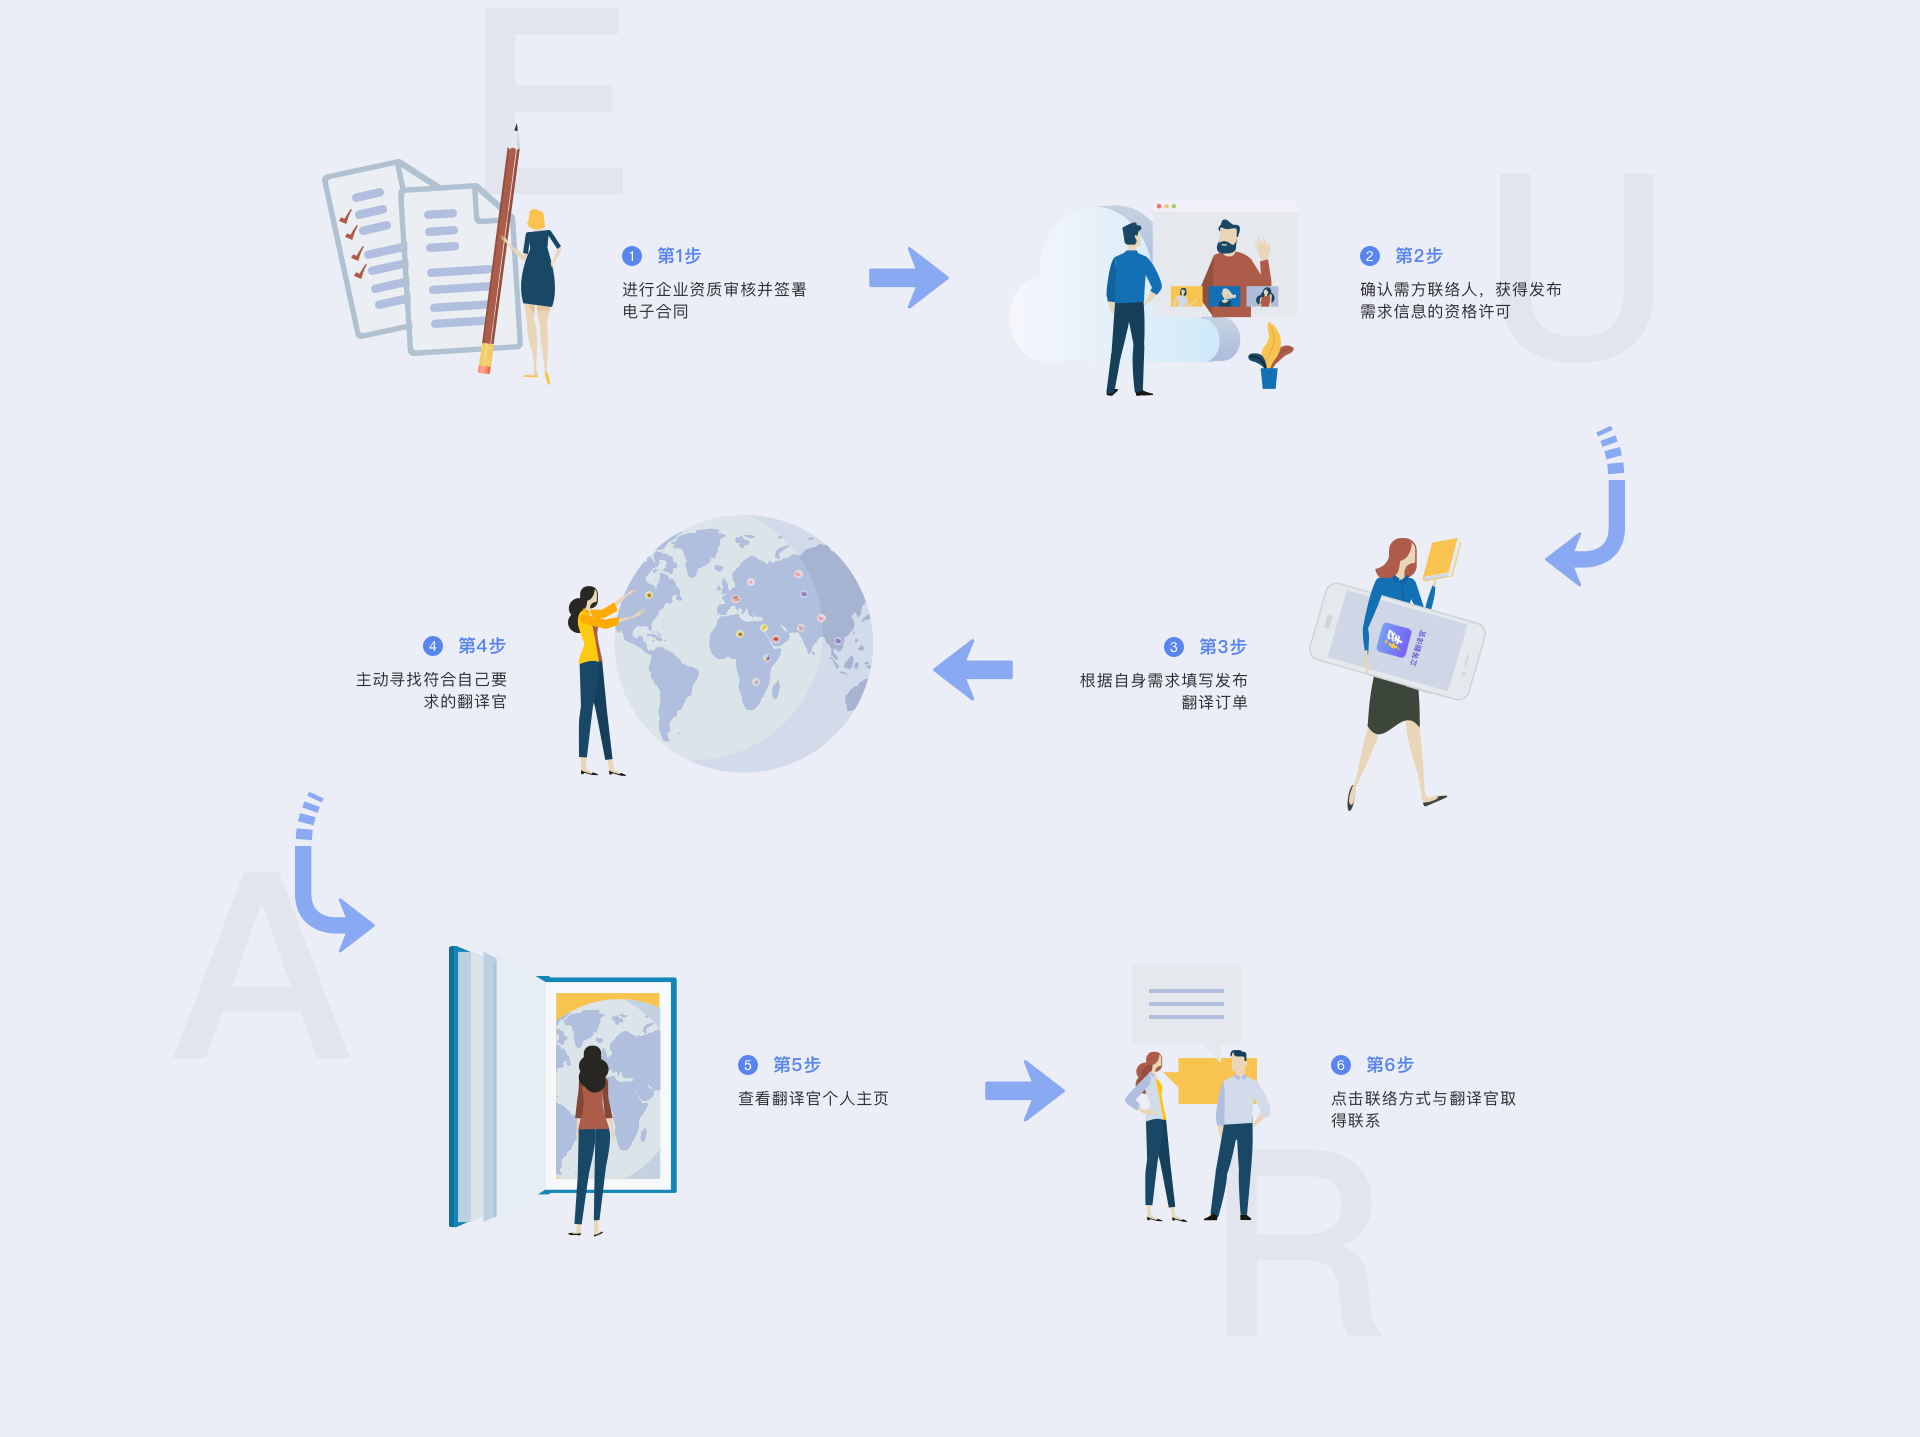 E
U
1 第1步
进行企业资质审核并签署
电子合同
2 第2步
确认需方联络人，获得发布
需求信息的资格许可
3 第3步
根据自身需求填写发布
翻译订单
4 第4步
主动寻找符合自己要
求的翻译官
A
5 第5步
查看翻译官个人主页
6 第6步
点击联络方式与翻译官取
得联系
R